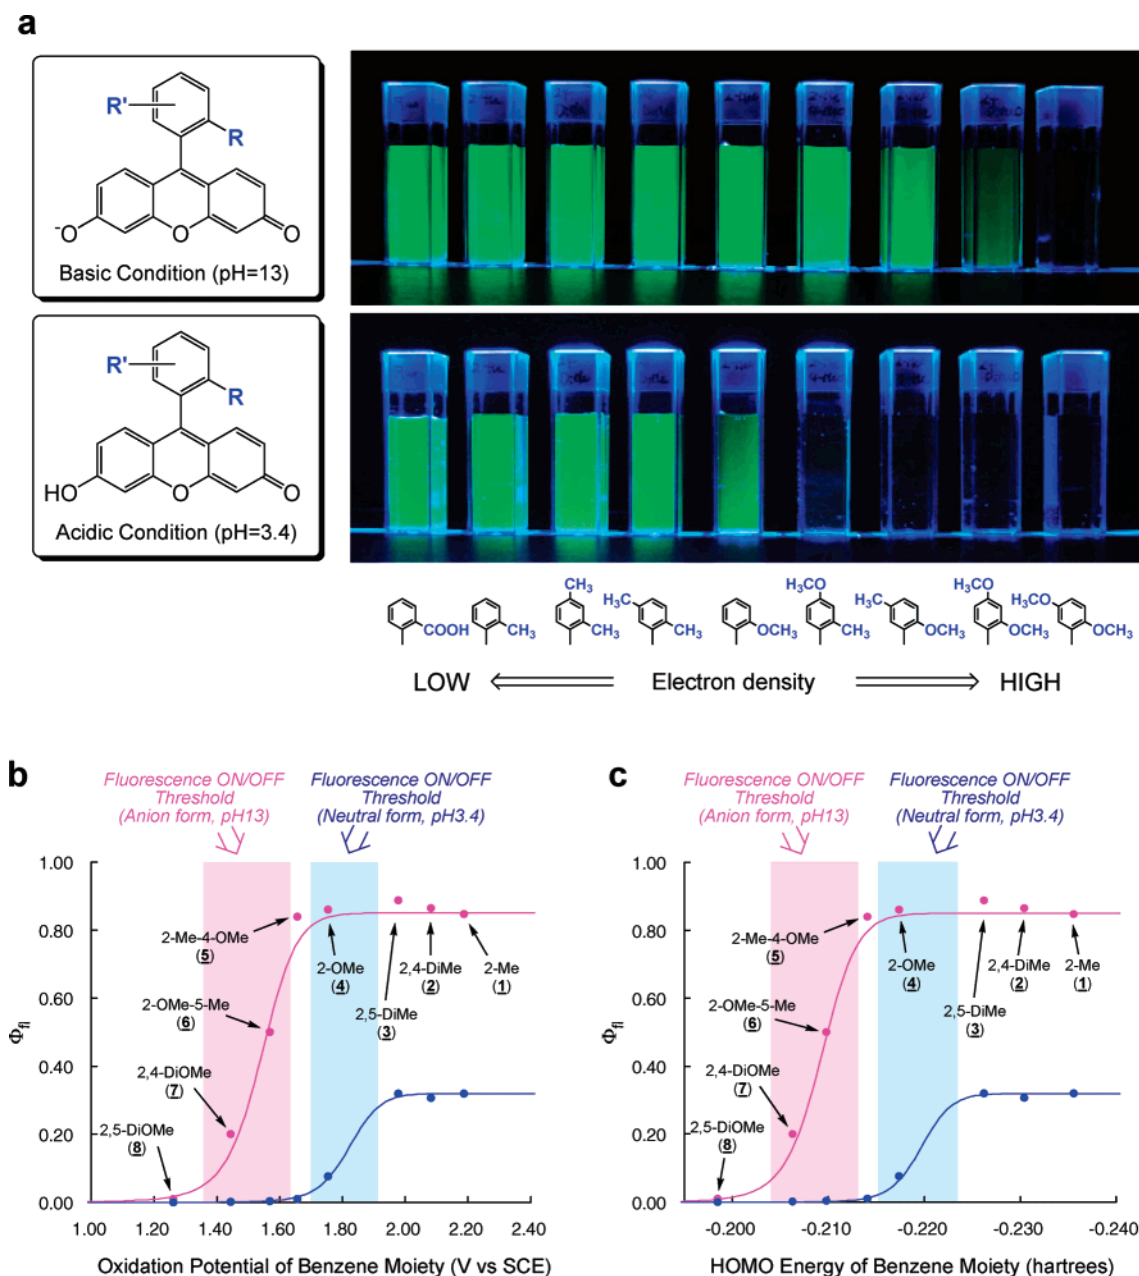 a
R'
R
-O
O
O
Basic Condition (pH=13)
R'
R
HO
O
O
Acidic Condition (pH=3.4)
COOH
CH3
CH3
CH3
H3C
CH3
OCH3
H3CO
CH3
H3C
OCH3
H3CO
OCH3
H3CO
OCH3
LOW
Electron density
HIGH
b
Fluorescence ON/OFF
Threshold
(Anion form, pH13)
Fluorescence ON/OFF
Threshold
(Neutral form, pH3.4)
1.00
0.80
0.60
0.40
0.20
0.00
Φfl
2-Me-4-OMe
(5)
2-OMe-5-Me
(6)
2,4-DiOMe
(7)
2,5-DiOMe
(8)
2-OMe
(4)
2,5-DiMe
(3)
2,4-DiMe
(2)
2-Me
(1)
1.00 1.20 1.40 1.60 1.80 2.00 2.20 2.40
Oxidation Potential of Benzene Moiety (V vs SCE)
c
Fluorescence ON/OFF
Threshold
(Anion form, pH13)
Fluorescence ON/OFF
Threshold
(Neutral form, pH3.4)
1.00
0.80
0.60
0.40
0.20
0.00
Φfl
2-Me-4-OMe
(5)
2-OMe-5-Me
(6)
2,4-DiOMe
(7)
2,5-DiOMe
(8)
2-OMe
(4)
2,5-DiMe
(3)
2,4-DiMe
(2)
2-Me
(1)
-0.200 -0.210 -0.220 -0.230 -0.240
HOMO Energy of Benzene Moiety (hartrees)